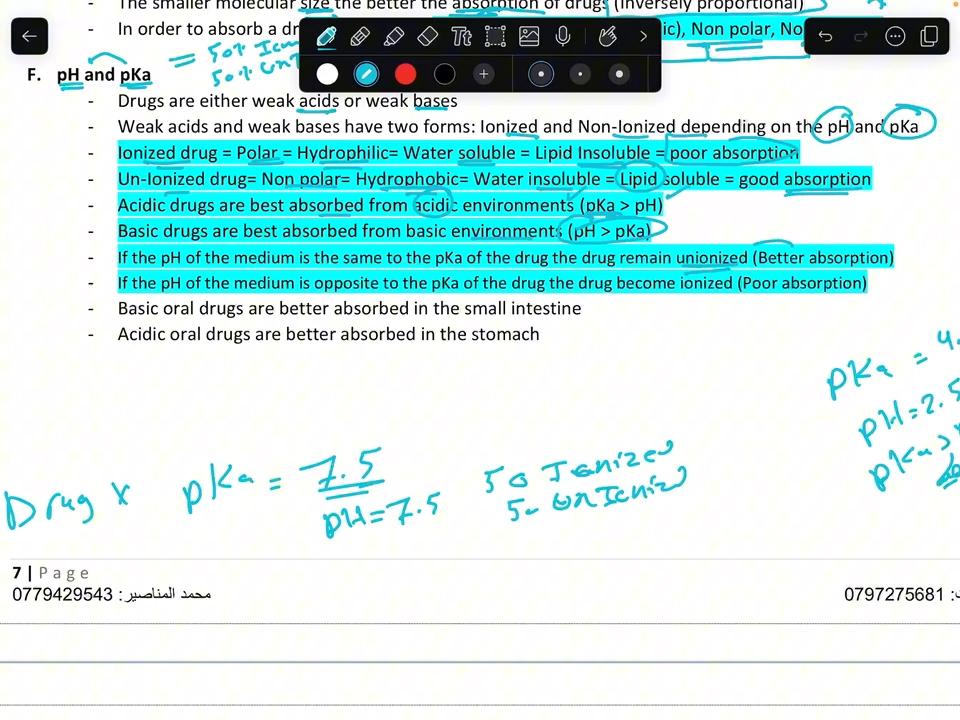 The smaller molecular size the better the absorption of drugs (Inversely proportional)
- In order to absorb a dr ic), Non polar, No
= 50%
50%
F. pH and pKa
- Drugs are either weak acids or weak bases
- Weak acids and weak bases have two forms: Ionized and Non-Ionized depending on the pH and pKa
- Ionized drug = Polar = Hydrophilic= Water soluble = Lipid Insoluble = poor absorption
- Un-Ionized drug= Non polar= Hydrophobic= Water insoluble = Lipid soluble = good absorption
- Acidic drugs are best absorbed from acidic environments (pKa > pH)
- Basic drugs are best absorbed from basic environments (pH > pKa)
- If the pH of the medium is the same to the pKa of the drug the drug remain unionized (Better absorption)
- If the pH of the medium is opposite to the pKa of the drug the drug become ionized (Poor absorption)
- Basic oral drugs are better absorbed in the small intestine
- Acidic oral drugs are better absorbed in the stomach
pKa = 4.
pH = 2.5
pKa >
Drug x pKa = 7.5 50 Ionized
pH = 7.5 50 UnIoniz
7 | Page
محمد المناصير: 0779429543
0797275681